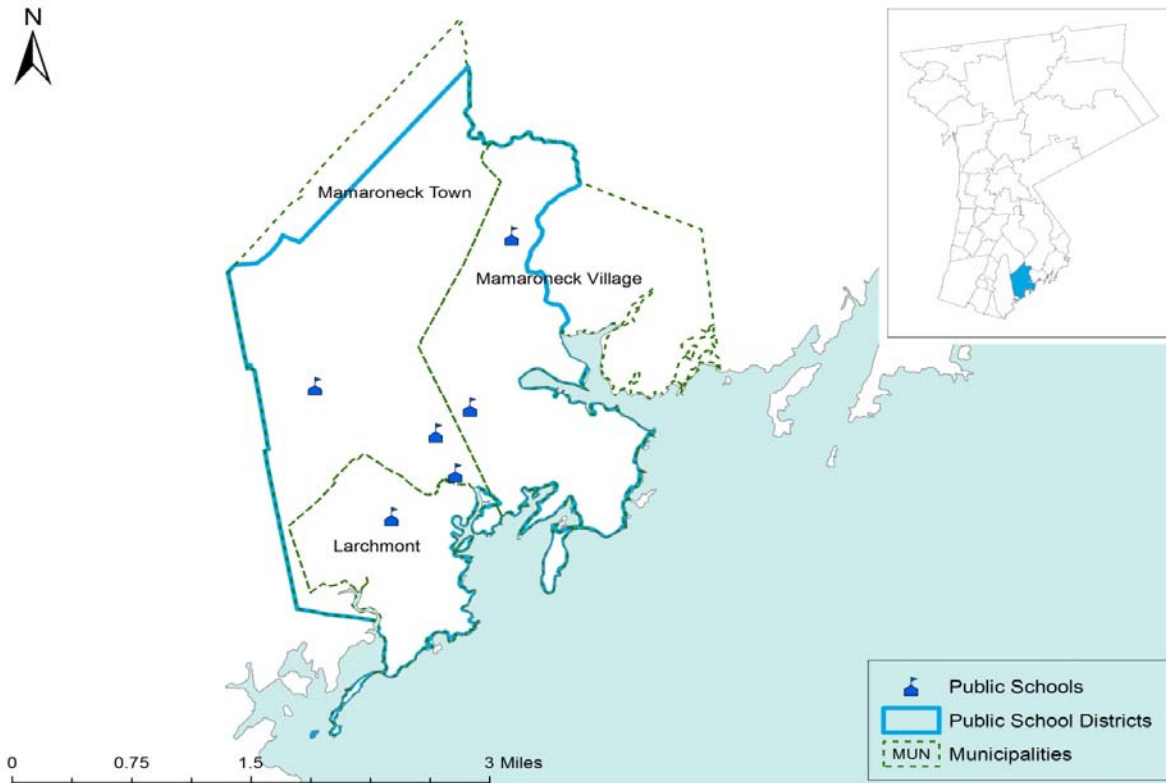 N
Mamaroneck Town
Mamaroneck Village
Larchmont
Public Schools
Public School Districts
MUN Municipalities
0 0.75 1.5 3 Miles